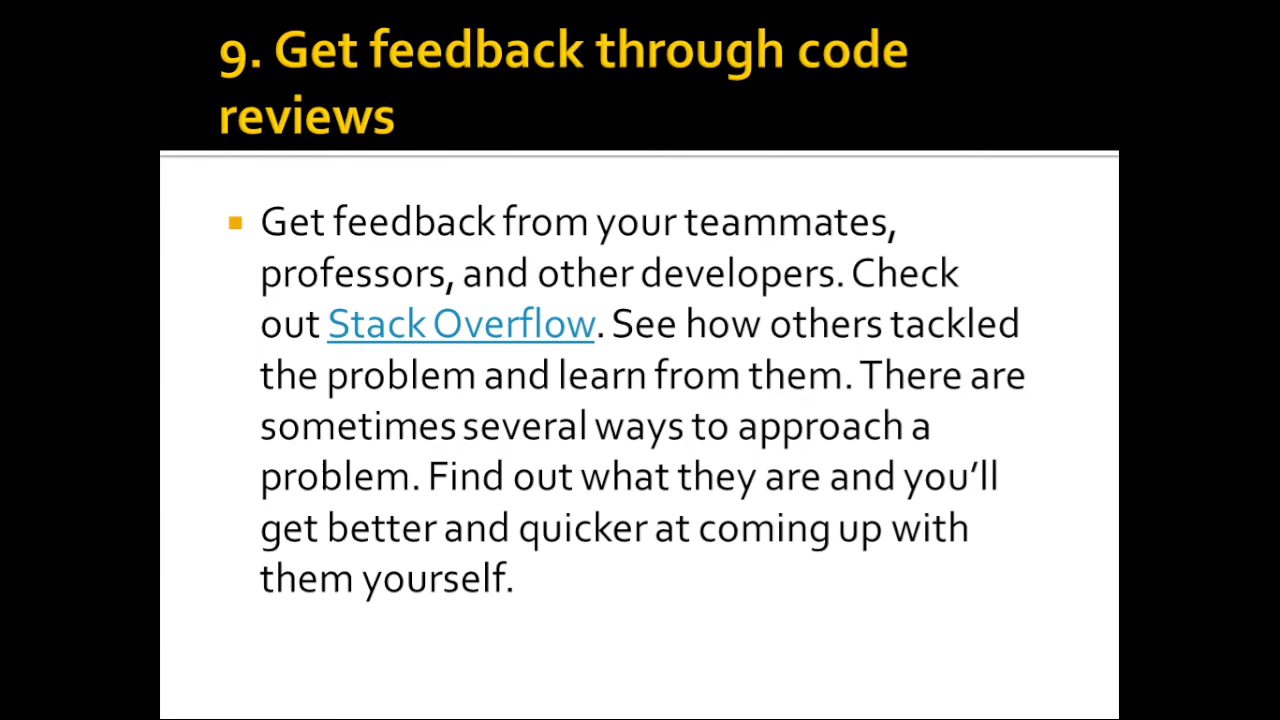 9. Get feedback through code
reviews
Get feedback from your teammates,
professors, and other developers. Check
out Stack Overflow. See how others tackled
the problem and learn from them. There are
sometimes several ways to approach a
problem. Find out what they are and you’ll
get better and quicker at coming up with
them yourself.